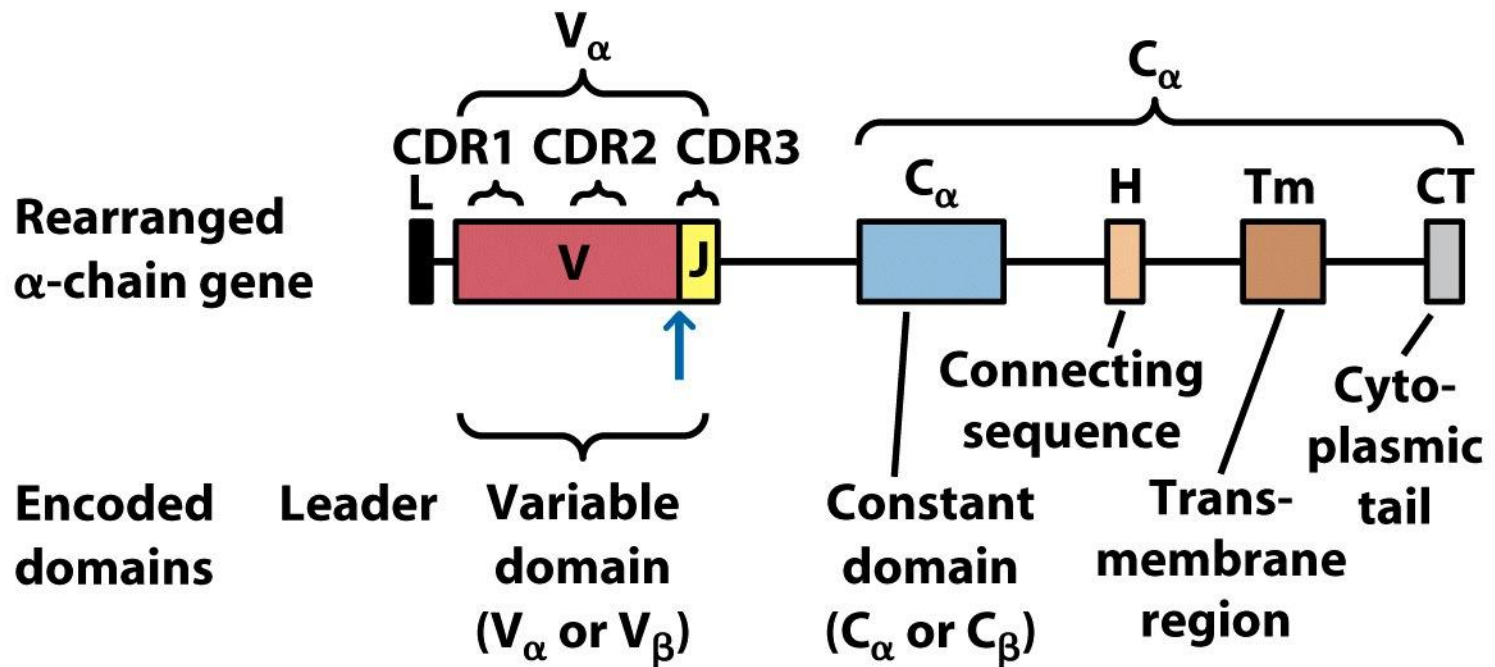 Vα
Cα
CDR1 CDR2 CDR3
L
Cα
H
Tm
CT
Rearranged
α-chain gene
V
J
Connecting
sequence
Cyto-
plasmic
tail
Encoded
domains
Leader
Variable
domain
(Vα or Vβ)
Constant
domain
(Cα or Cβ)
Trans-
membrane
region